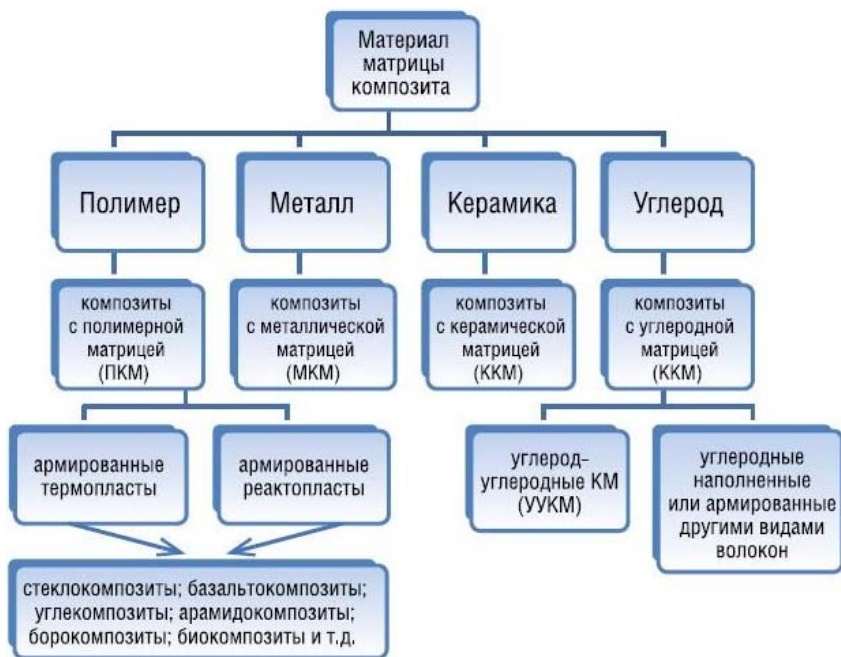 Материал
матрицы
композита
Полимер
Металл
Керамика
Углерод
композиты
с полимерной
матрицей
(ПКМ)
композиты
с металлической
матрицей
(МКМ)
композиты
с керамической
матрицей
(ККМ)
композиты
с углеродной
матрицей
(ККМ)
армированные
термопласты
армированные
реактопласты
углерод-
углеродные КМ
(УУКМ)
углеродные
наполненные
или армированные
другими видами
волокон
стеклокомпозиты; базальтокомпозиты;
углекомпозиты; арамидокомпозиты;
борокомпозиты; биокомпозиты и т.д.